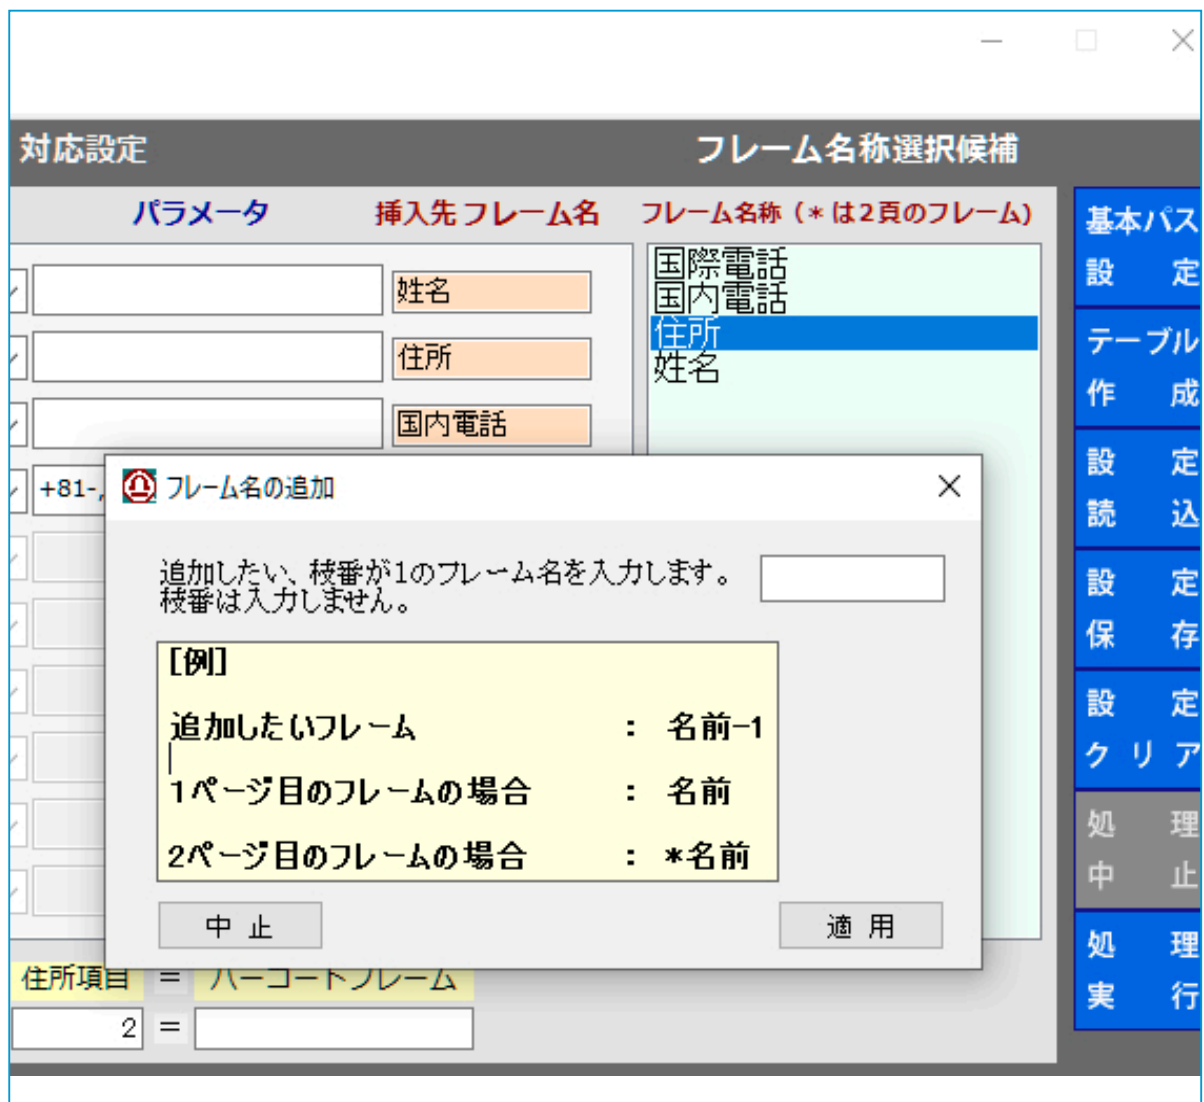 対応設定 フレーム名称選択候補
パラメータ 挿入先フレーム名 フレーム名称（* は2頁のフレーム）
姓名
住所
国内電話
+81-,
国際電話
国内電話
住所
姓名
フレーム名の追加
追加したい、枝番が1のフレーム名を入力します。
枝番は入力しません。
[例]
追加したいフレーム : 名前-1
1ページ目のフレームの場合 : 名前
2ページ目のフレームの場合 : *名前
中 止 適 用
住所項目 = バーコードフレーム
2 =
基本パス
設 定
テーブル
作 成
設 定
読 込
設 定
保 存
設 定
ク リ ア
処 理
中 止
処 理
実 行